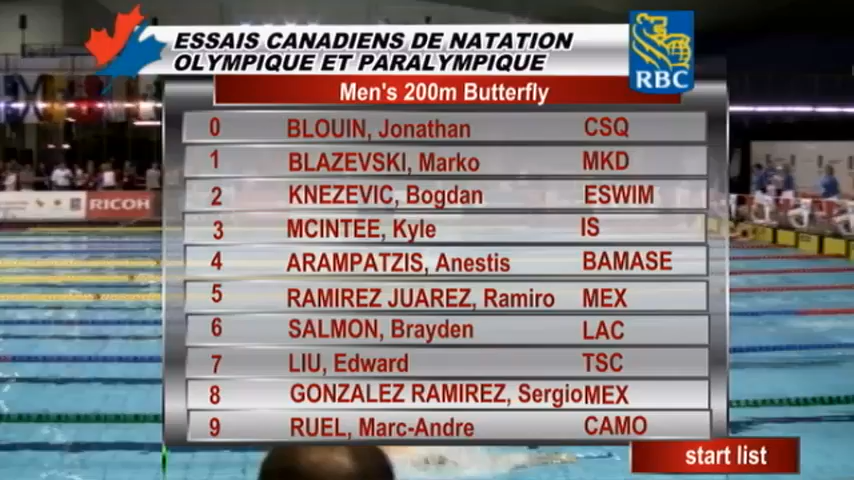 ESSAIS CANADIENS DE NATATION
OLYMPIQUE ET PARALYMPIQUE
RBC
Men's 200m Butterfly
0 BLOUIN, Jonathan CSQ
1 BLAZEVSKI, Marko MKD
2 KNEZEVIC, Bogdan ESWIM
3 MCINTEE, Kyle IS
4 ARAMPATZIS, Anestis BAMASE
5 RAMIREZ JUAREZ, Ramiro MEX
6 SALMON, Brayden LAC
7 LIU, Edward TSC
8 GONZALEZ RAMIREZ, Sergio MEX
9 RUEL, Marc-Andre CAMO
RICOH
start list